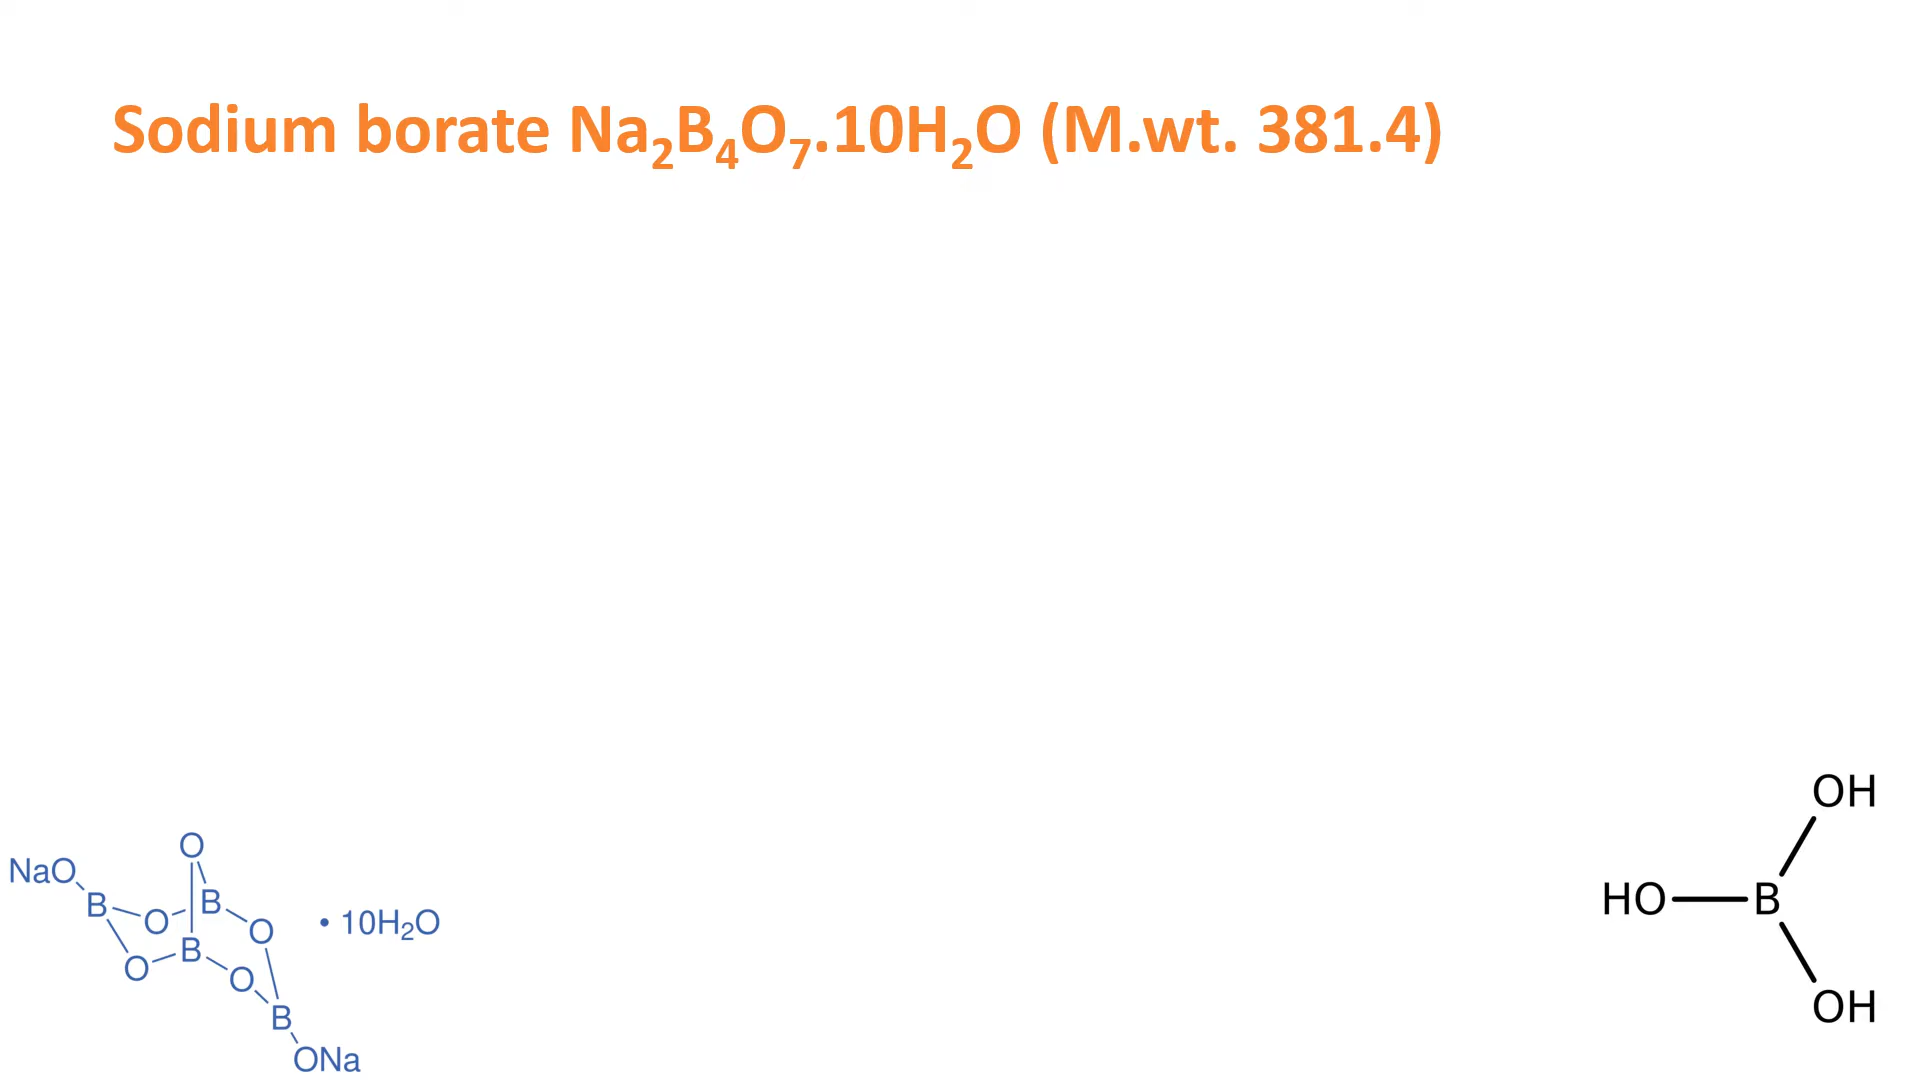 Sodium borate Na₂B₄O₇.10H₂O (M.wt. 381.4)
OH
HO B
OH
O
NaO
B O B
O • 10H₂O
O B
O
B
ONa